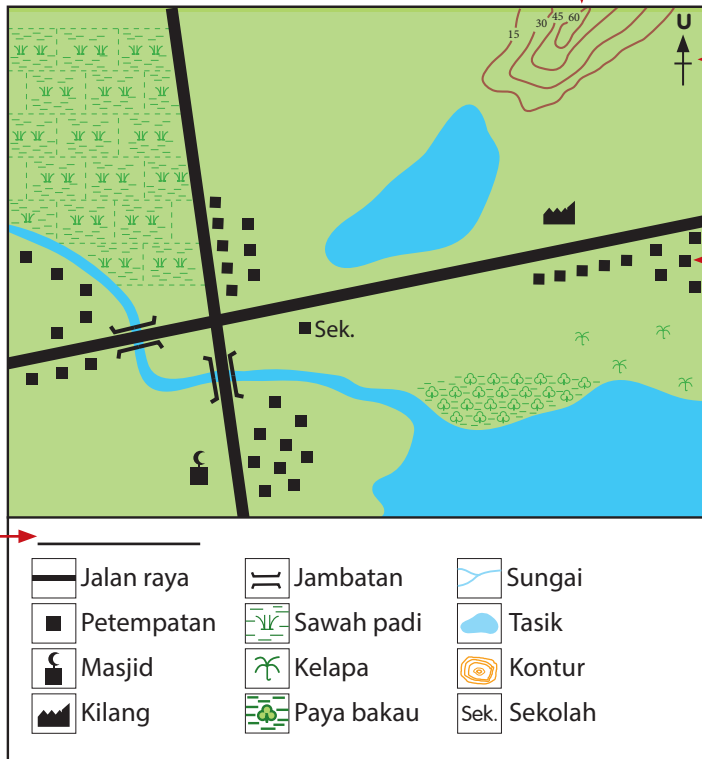 15 30 45 60
U
Sek.
Jalan raya Jambatan Sungai
Petempatan Sawah padi Tasik
Masjid Kelapa Kontur
Kilang Paya bakau Sek. Sekolah